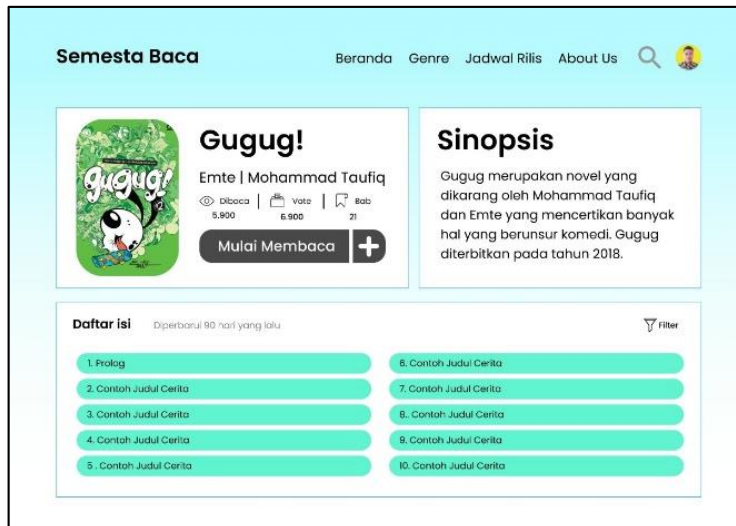 Semesta Baca
Beranda Genre Jadwal Rilis About Us
gugug!
Gugug!
Emte | Mohammad Taufiq
Dibaca | Vote | Bab
5.900 6.900 21
Mulai Membaca +
Sinopsis
Gugug merupakan novel yang
dikarang oleh Mohammad Taufiq
dan Emte yang mencertikan banyak
hal yang berunsur komedi. Gugug
diterbitkan pada tahun 2018.
Daftar isi Diperbarui 90 hari yang lalu
Filter
1. Prolog
2. Contoh Judul Cerita
3. Contoh Judul Cerita
4. Contoh Judul Cerita
5 . Contoh Judul Cerita
6. Contoh Judul Cerita
7. Contoh Judul Cerita
8.. Contoh Judul Cerita
9. Contoh Judul Cerita
10. Contoh Judul Cerita